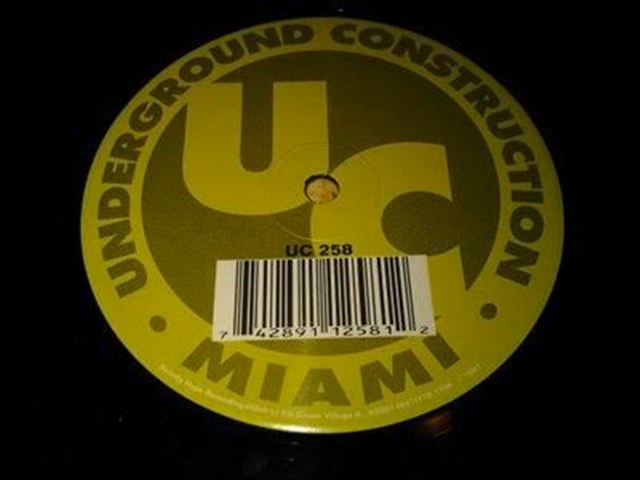 UNDERGROUND CONSTRUCTION
UC
UC 258
7 42891 12581 2
MIAMI